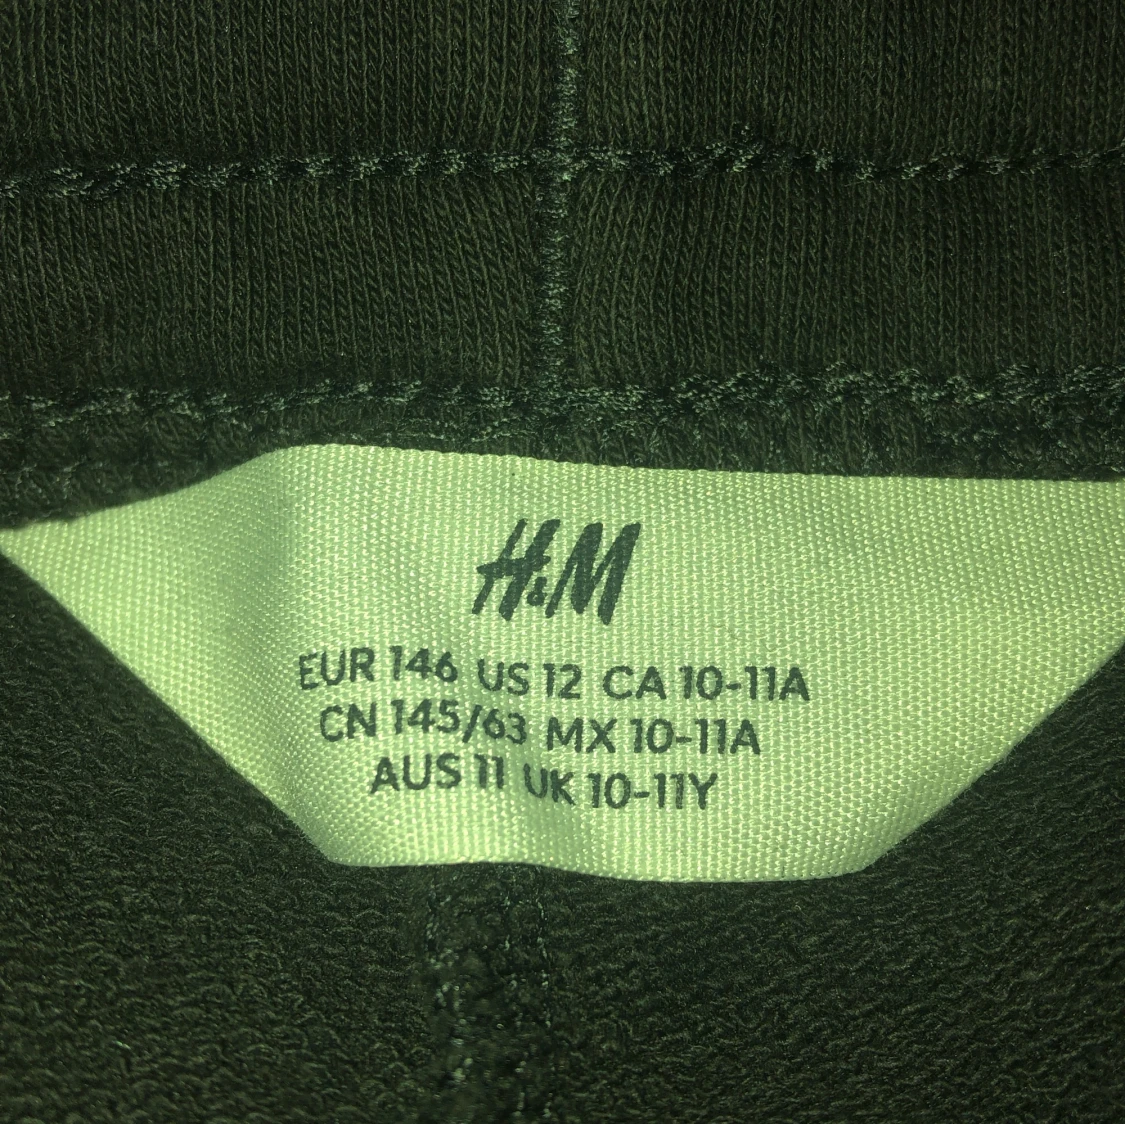 H&M
EUR 146 US 12 CA 10-11A
CN 145/63 MX 10-11A
AUS 11 UK 10-11Y